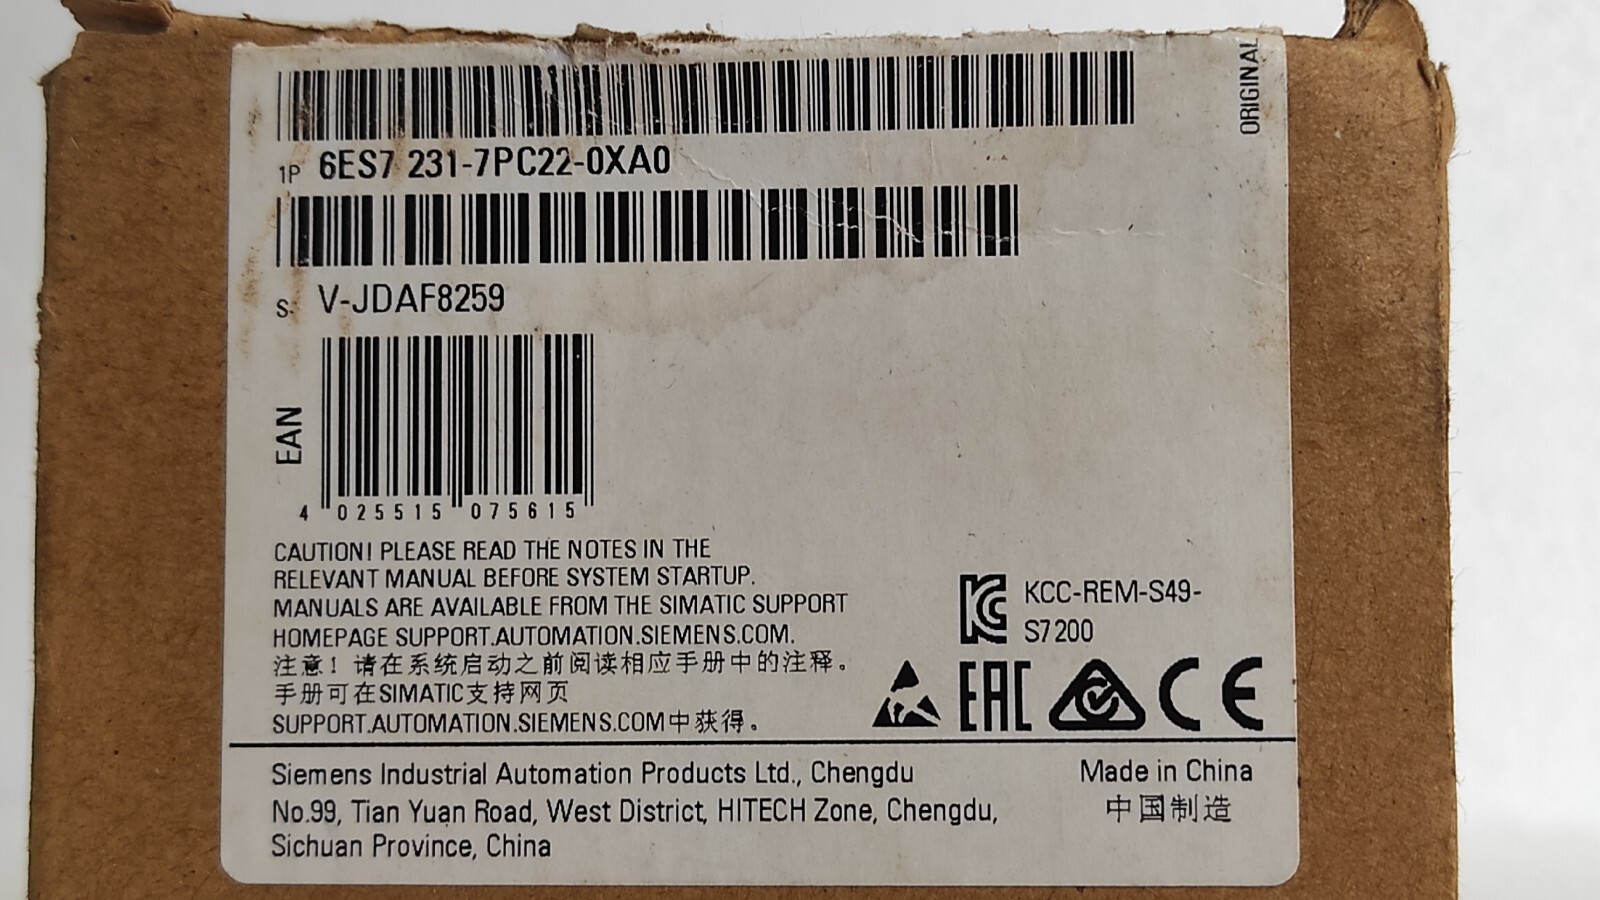 ORIGINAL
1P 6ES7 231-7PC22-0XA0
S- V-JDAF8259
EAN
4 025515 075615
CAUTION! PLEASE READ THE NOTES IN THE
RELEVANT MANUAL BEFORE SYSTEM STARTUP.
MANUALS ARE AVAILABLE FROM THE SIMATIC SUPPORT
HOMEPAGE SUPPORT.AUTOMATION.SIEMENS.COM.
注意！请在系统启动之前阅读相应手册中的注释。
手册可在SIMATIC支持网页
SUPPORT.AUTOMATION.SIEMENS.COM中获得。
KCC-REM-S49-
S7200
EAC CE
Siemens Industrial Automation Products Ltd., Chengdu
No.99, Tian Yuan Road, West District, HITECH Zone, Chengdu,
Sichuan Province, China
Made in China
中国制造